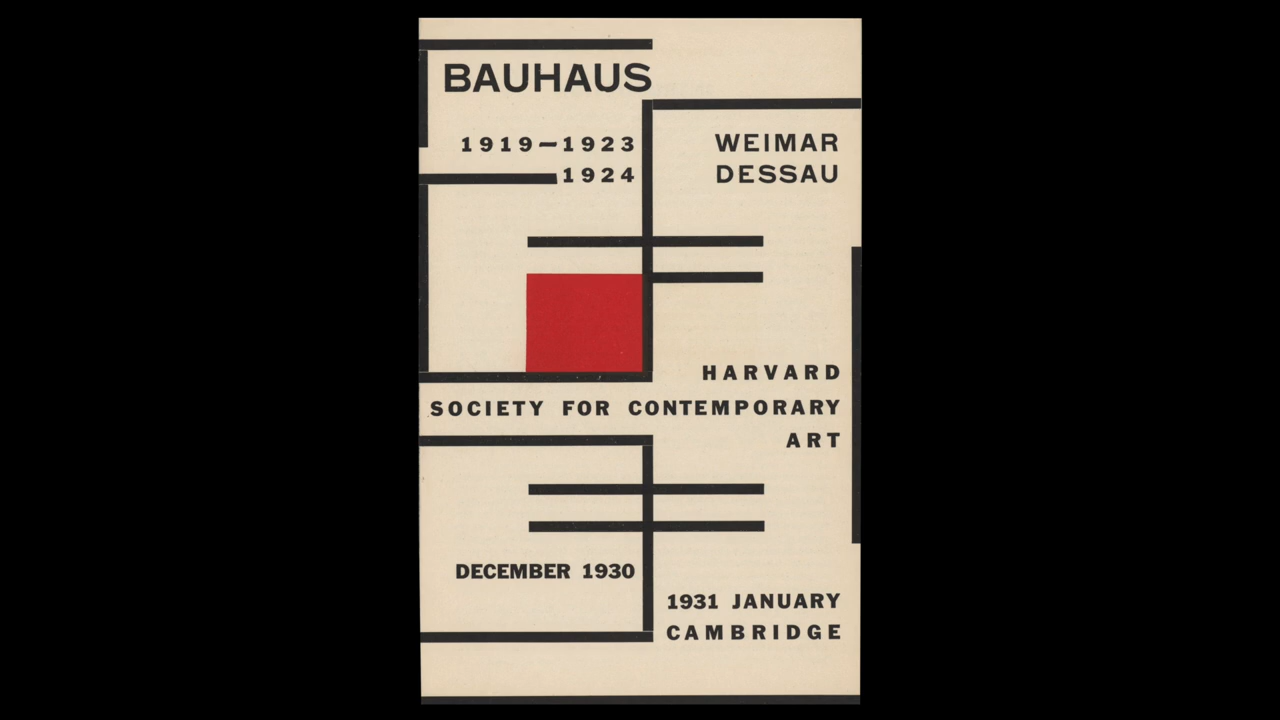 BAUHAUS
1919—1923 WEIMAR
1924 DESSAU
HARVARD
SOCIETY FOR CONTEMPORARY
ART
DECEMBER 1930
1931 JANUARY
CAMBRIDGE